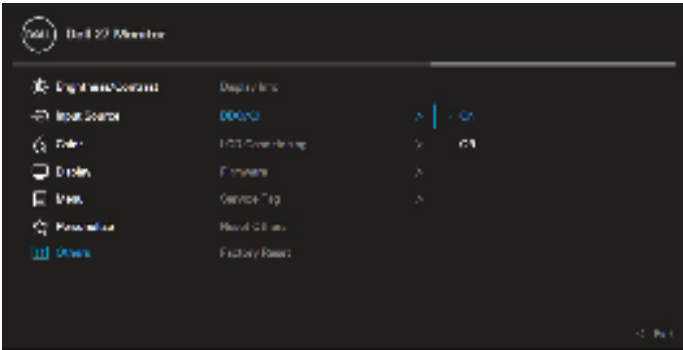 DELL Dell 27 Monitor
Brightness/Contrast Display Info
Input Source DDC/CI > On
Color LCD Conditioning > Off
Display Firmware >
Menu Service Tag >
Personalize Reset Others
Others Factory Reset
Exit